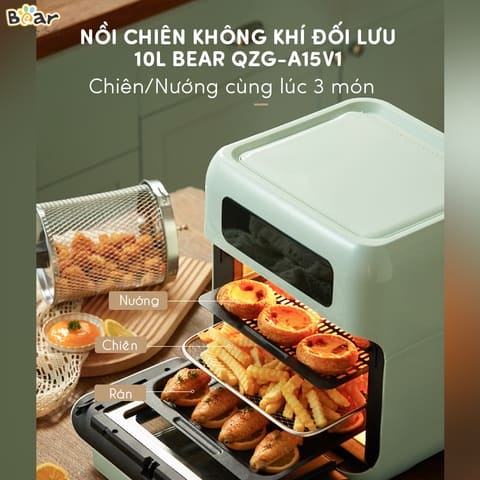 Bear
NỒI CHIÊN KHÔNG KHÍ ĐỐI LƯU
10L BEAR QZG-A15V1
Chiên/Nướng cùng lúc 3 món
Nướng
Chiên
Rán